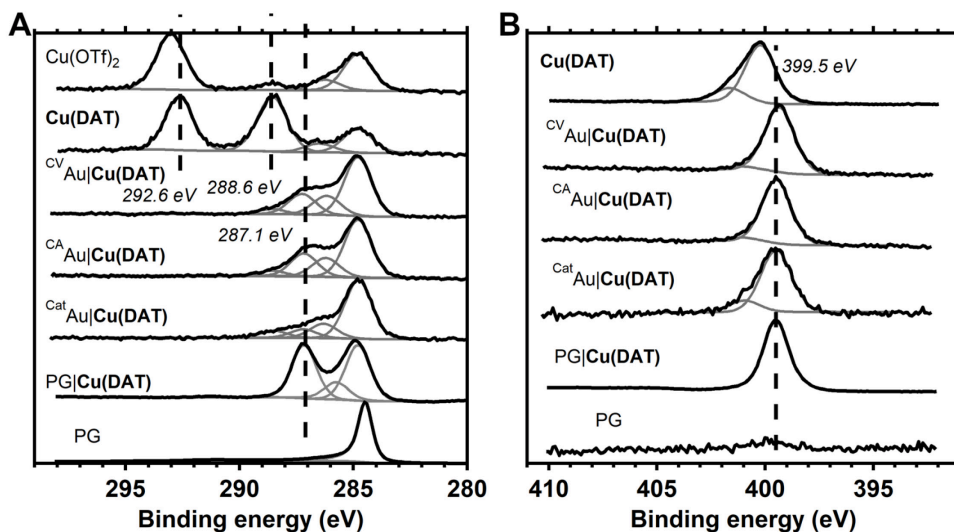 A
Cu(OTf)₂
Cu(DAT)
292.6 eV
288.6 eV
ᶜⱽAu|Cu(DAT)
287.1 eV
ᶜᴬAu|Cu(DAT)
ᶜᵃᵗAu|Cu(DAT)
PG|Cu(DAT)
PG
295 290 285 280
Binding energy (eV)
B
Cu(DAT)
399.5 eV
ᶜⱽAu|Cu(DAT)
ᶜᴬAu|Cu(DAT)
ᶜᵃᵗAu|Cu(DAT)
PG|Cu(DAT)
PG
410 405 400 395
Binding energy (eV)